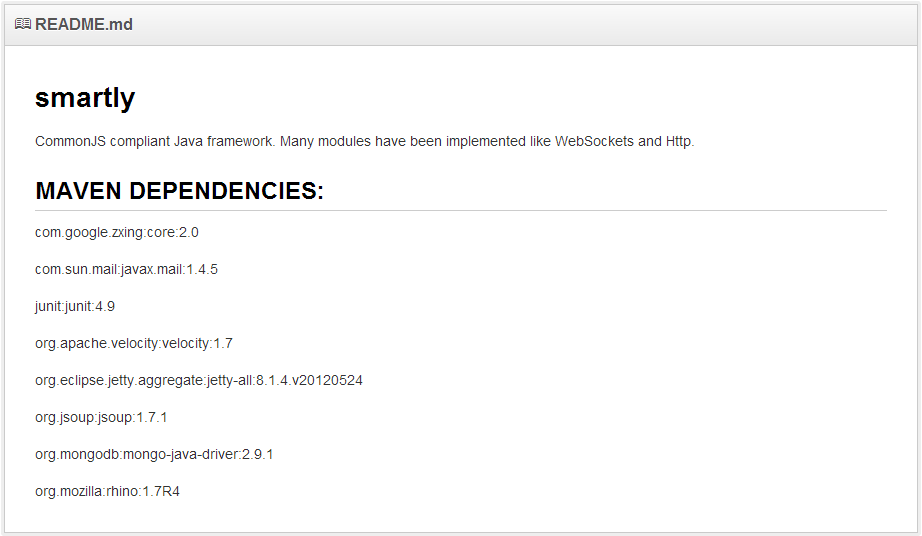 README.md
smartly
CommonJS compliant Java framework. Many modules have been implemented like WebSockets and Http.
MAVEN DEPENDENCIES:
com.google.zxing:core:2.0
com.sun.mail:javax.mail:1.4.5
junit:junit:4.9
org.apache.velocity:velocity:1.7
org.eclipse.jetty.aggregate:jetty-all:8.1.4.v20120524
org.jsoup:jsoup:1.7.1
org.mongodb:mongo-java-driver:2.9.1
org.mozilla:rhino:1.7R4